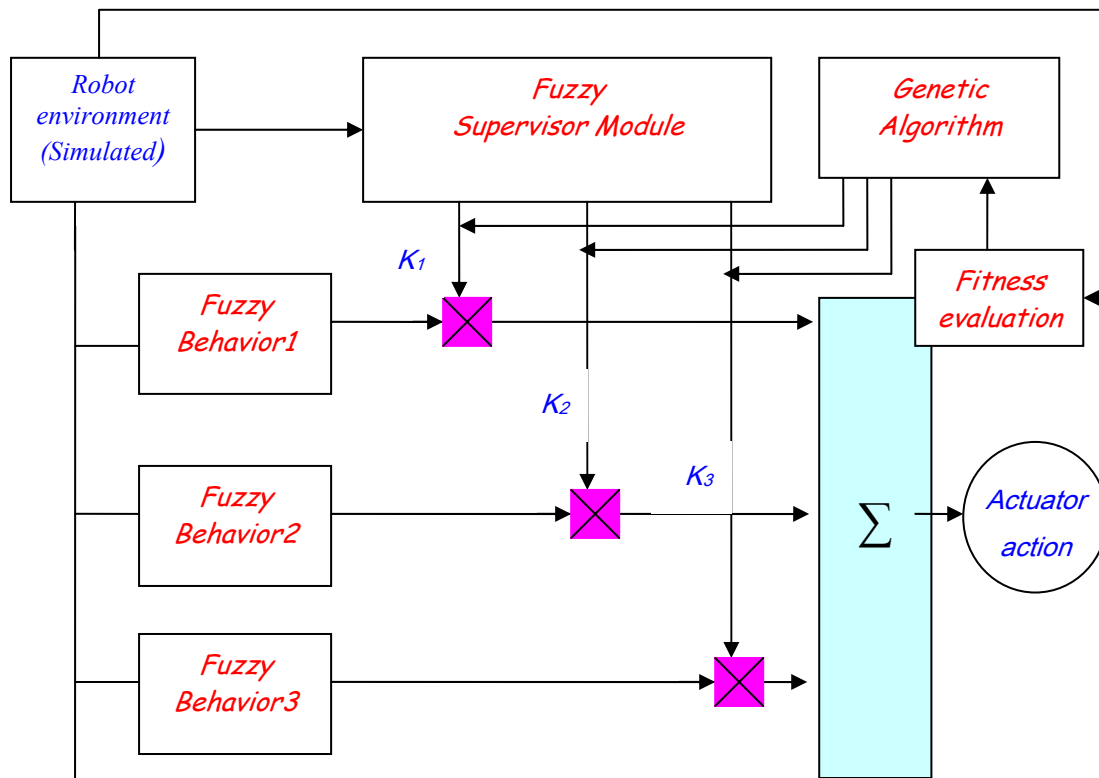 Robot
environment
(Simulated)
Fuzzy
Supervisor Module
Genetic
Algorithm
K1
Fuzzy
Behavior1
Fitness
evaluation
K2
Fuzzy
Behavior2
K3
∑
Actuator
action
Fuzzy
Behavior3